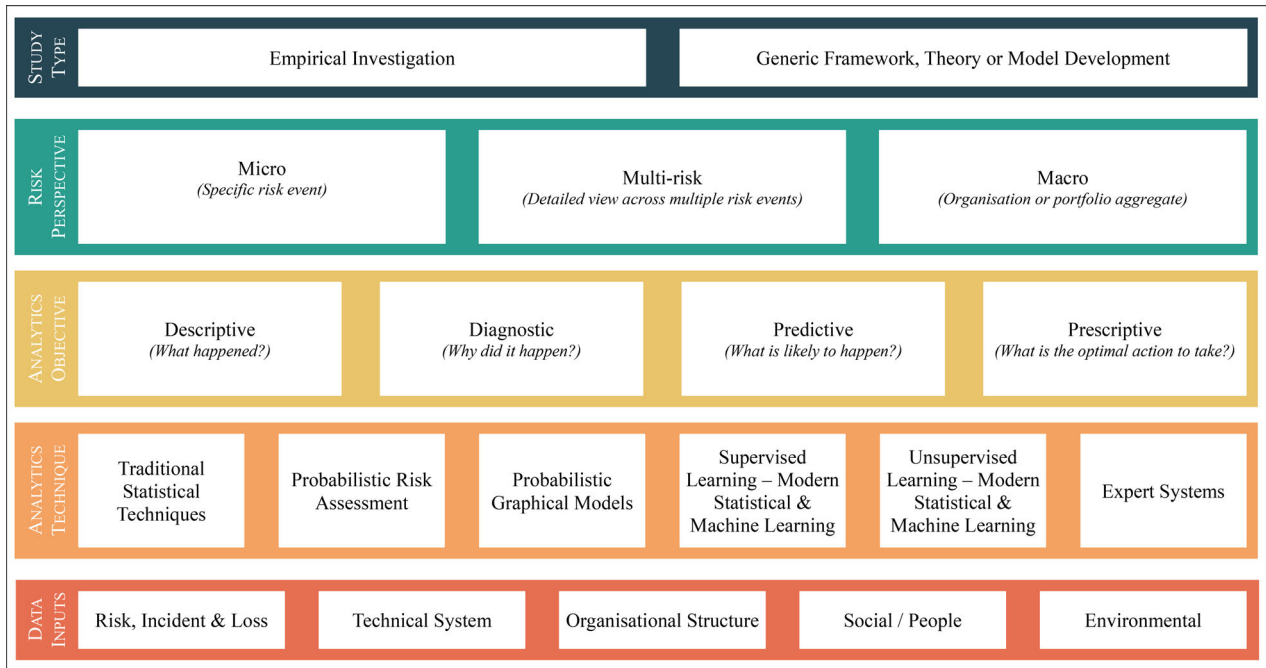 STUDY
TYPE
Empirical Investigation
Generic Framework, Theory or Model Development
RISK
PERSPECTIVE
Micro
(Specific risk event)
Multi-risk
(Detailed view across multiple risk events)
Macro
(Organisation or portfolio aggregate)
ANALYTICS
OBJECTIVE
Descriptive
(What happened?)
Diagnostic
(Why did it happen?)
Predictive
(What is likely to happen?)
Prescriptive
(What is the optimal action to take?)
ANALYTICS
TECHNIQUE
Traditional
Statistical
Techniques
Probabilistic Risk
Assessment
Probabilistic
Graphical Models
Supervised
Learning – Modern
Statistical &
Machine Learning
Unsupervised
Learning – Modern
Statistical &
Machine Learning
Expert Systems
DATA
INPUTS
Risk, Incident & Loss
Technical System
Organisational Structure
Social / People
Environmental